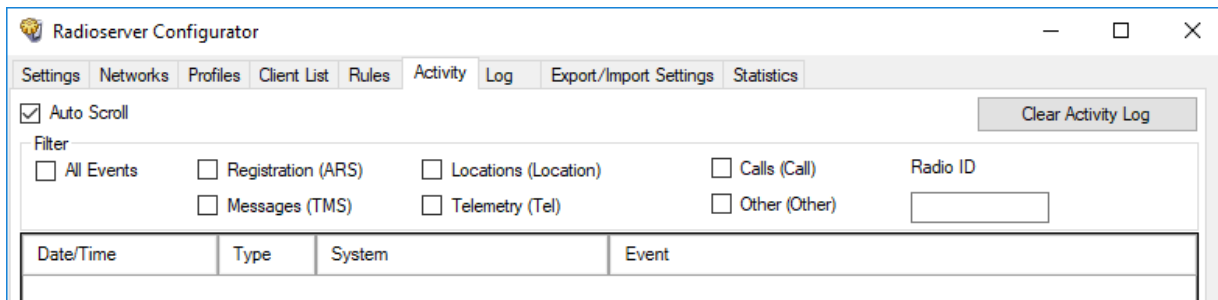 Radioserver Configurator
Settings Networks Profiles Client List Rules Activity Log Export/Import Settings Statistics
Auto Scroll Clear Activity Log
Filter
All Events Registration (ARS) Locations (Location) Calls (Call) Radio ID
Messages (TMS) Telemetry (Tel) Other (Other)
Date/Time Type System Event